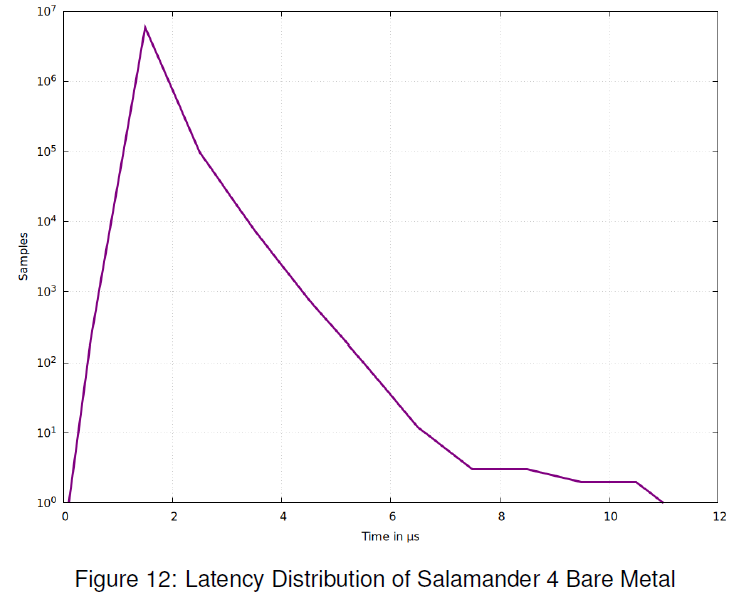 10⁷
10⁶
10⁵
10⁴
10³
10²
10¹
10⁰
Samples
0 2 4 6 8 10 12
Time in µs
Figure 12: Latency Distribution of Salamander 4 Bare Metal